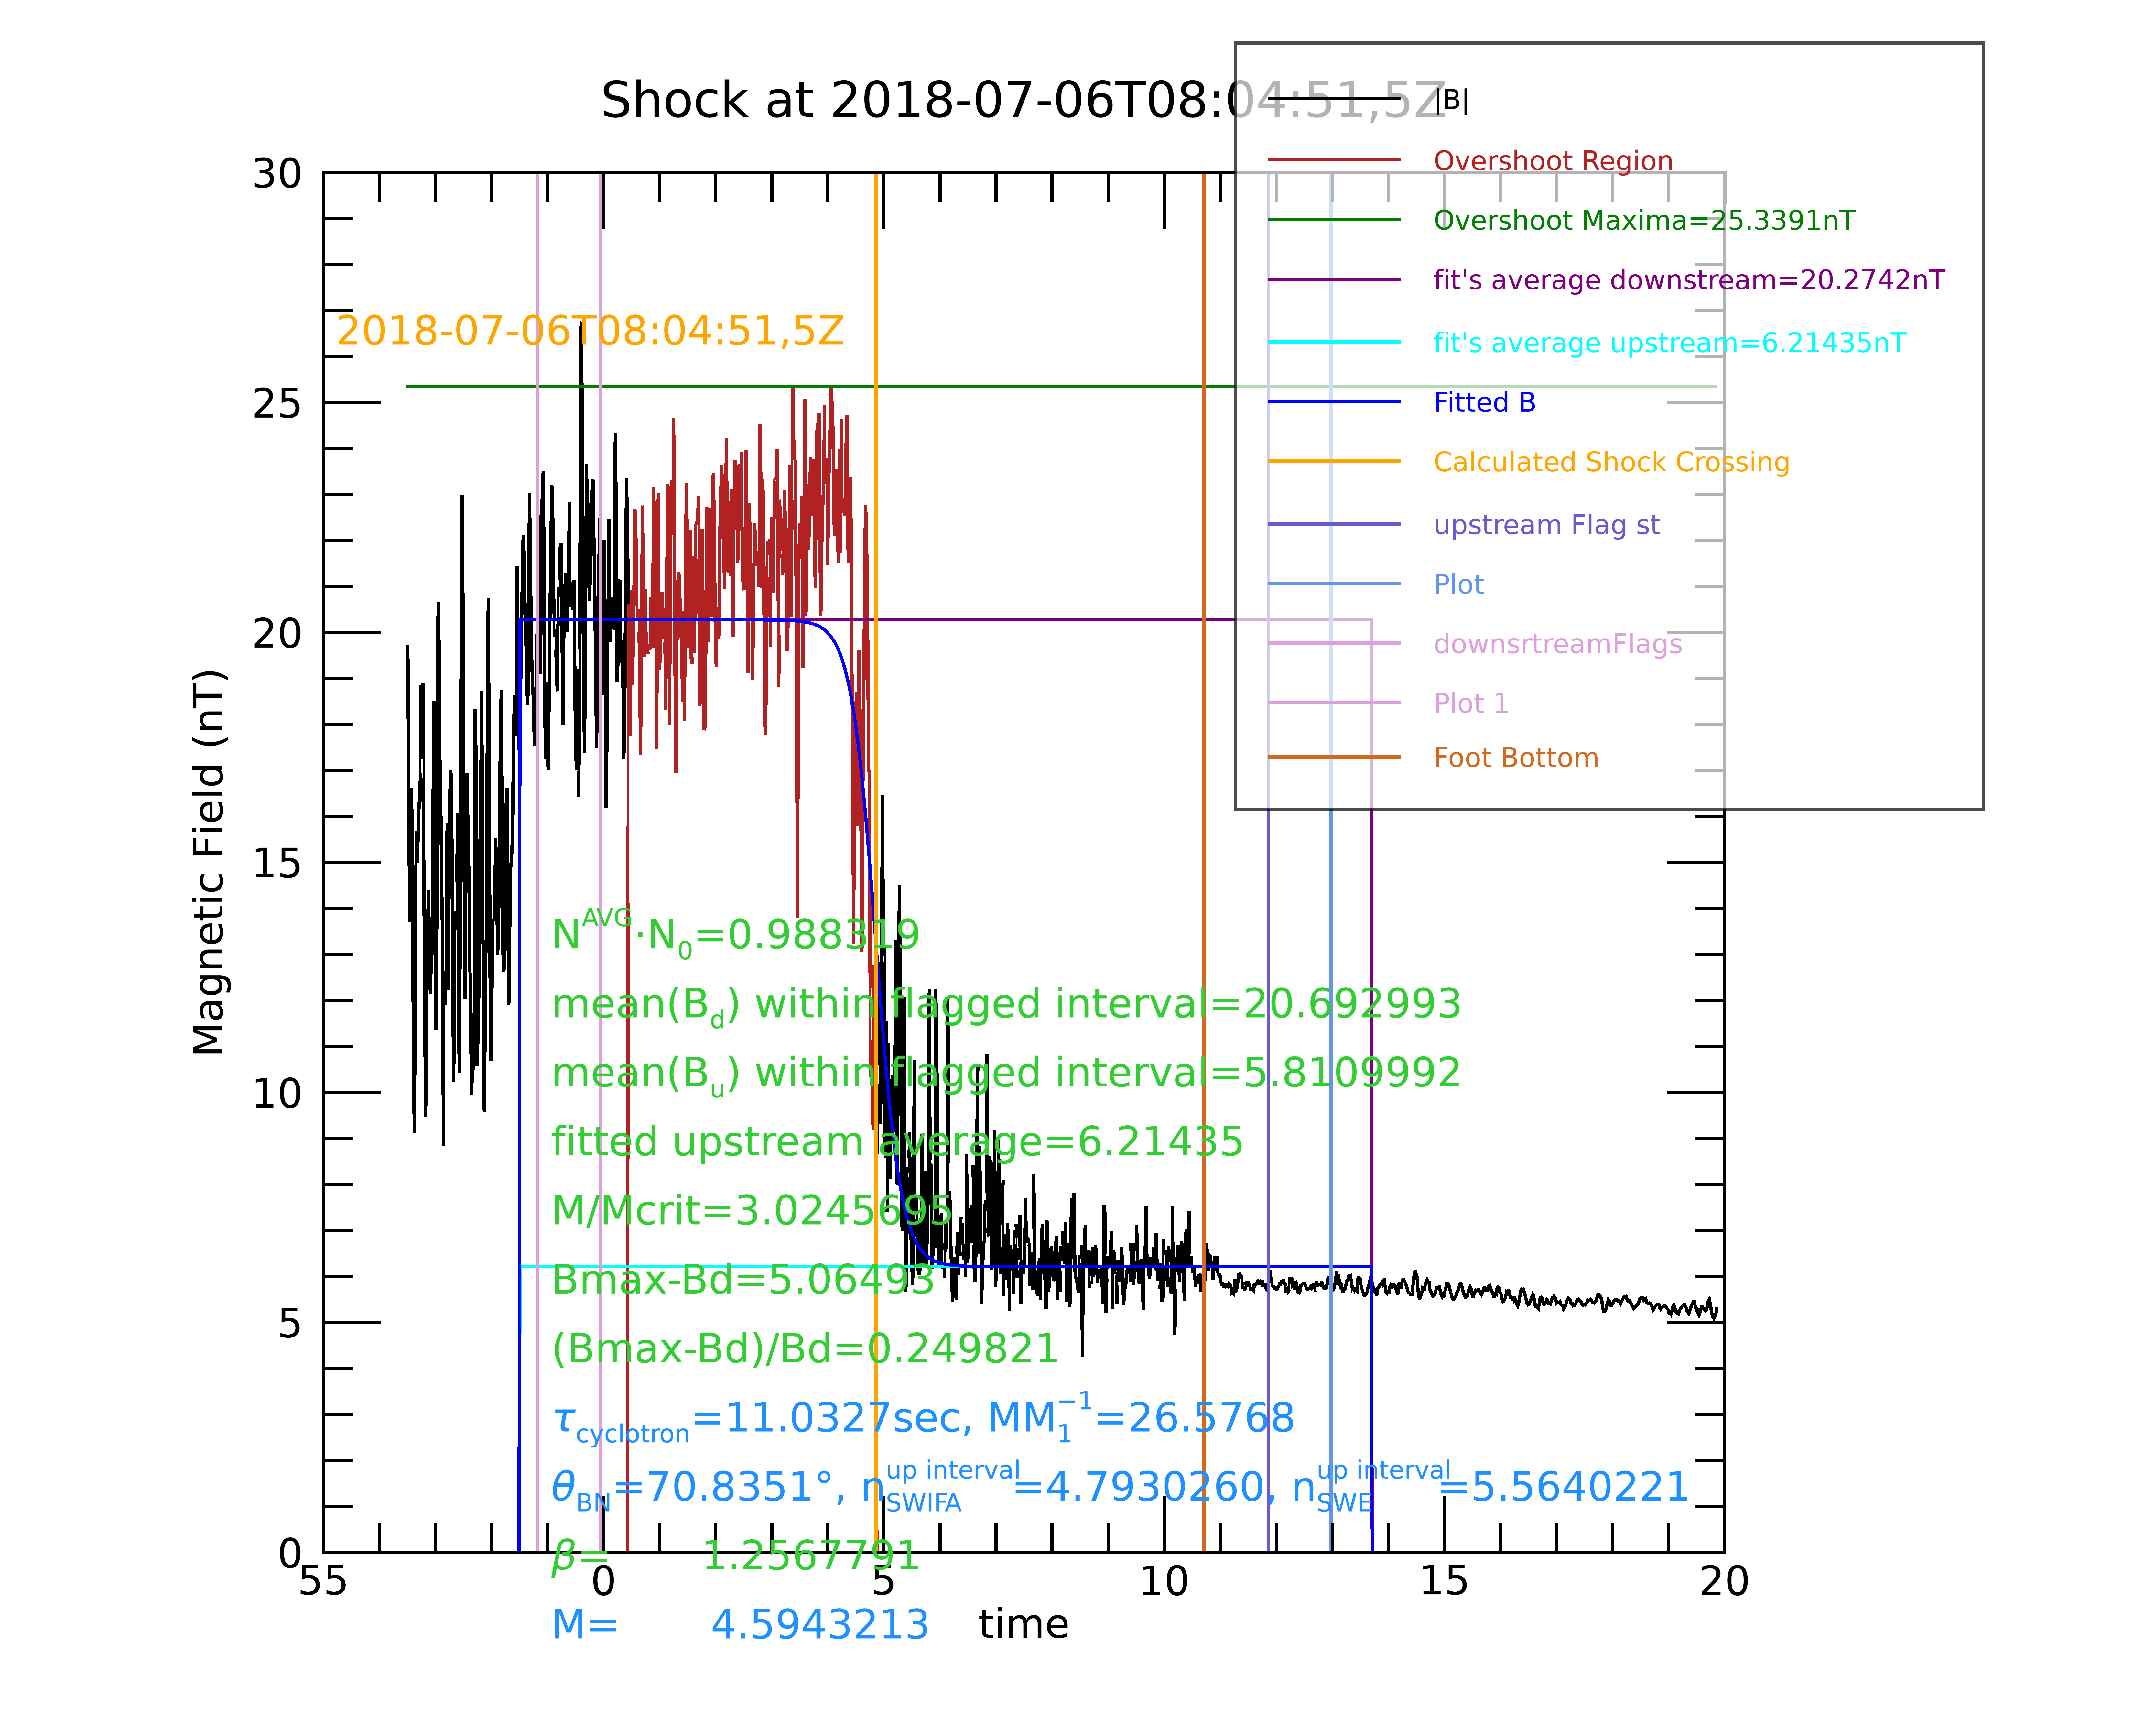 Shock at 2018-07-06T08:04:51,5Z
|B|
Overshoot Region
Overshoot Maxima=25.3391nT
fit's average downstream=20.2742nT
fit's average upstream=6.21435nT
Fitted B
Calculated Shock Crossing
upstream Flag st
Plot
downsrtreamFlags
Plot 1
Foot Bottom
2018-07-06T08:04:51,5Z
30
25
20
15
10
5
0
Magnetic Field (nT)
N^AVG·N_0=0.988319
mean(B_d) within flagged interval=20.692993
mean(B_u) within flagged interval=5.8109992
fitted upstream average=6.21435
M/Mcrit=3.0245695
Bmax-Bd=5.06493
(Bmax-Bd)/Bd=0.249821
τ_cyclotron=11.0327sec, MM_1^−1=26.5768
θ_BN=70.8351°, n_SWIFA^up interval=4.7930260, n_SWE^up interval=5.5640221
β= 1.2567791
M= 4.5943213
55 0 5 10 15 20
time